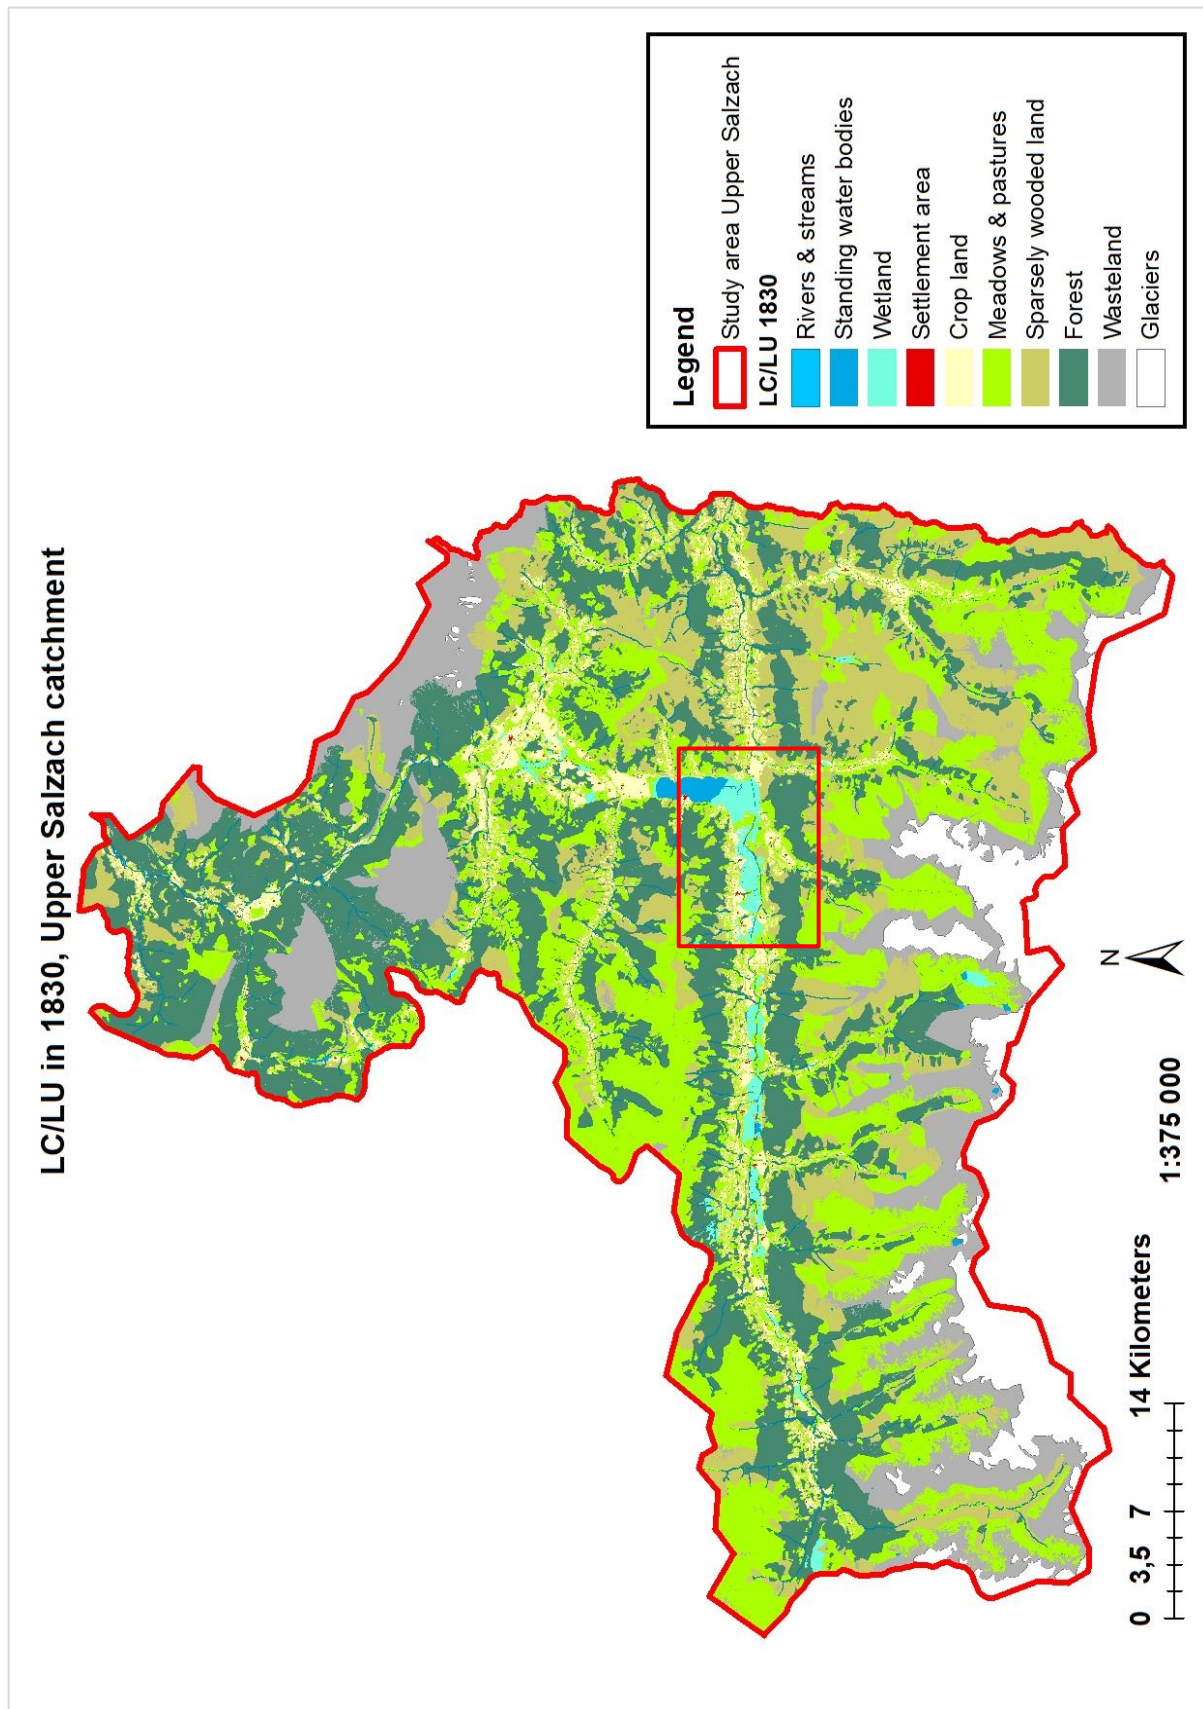 LC/LU in 1830, Upper Salzach catchment
Legend
Study area Upper Salzach
LC/LU 1830
Rivers & streams
Standing water bodies
Wetland
Settlement area
Crop land
Meadows & pastures
Sparsely wooded land
Forest
Wasteland
Glaciers
N
0 3,5 7 14 Kilometers
1:375 000